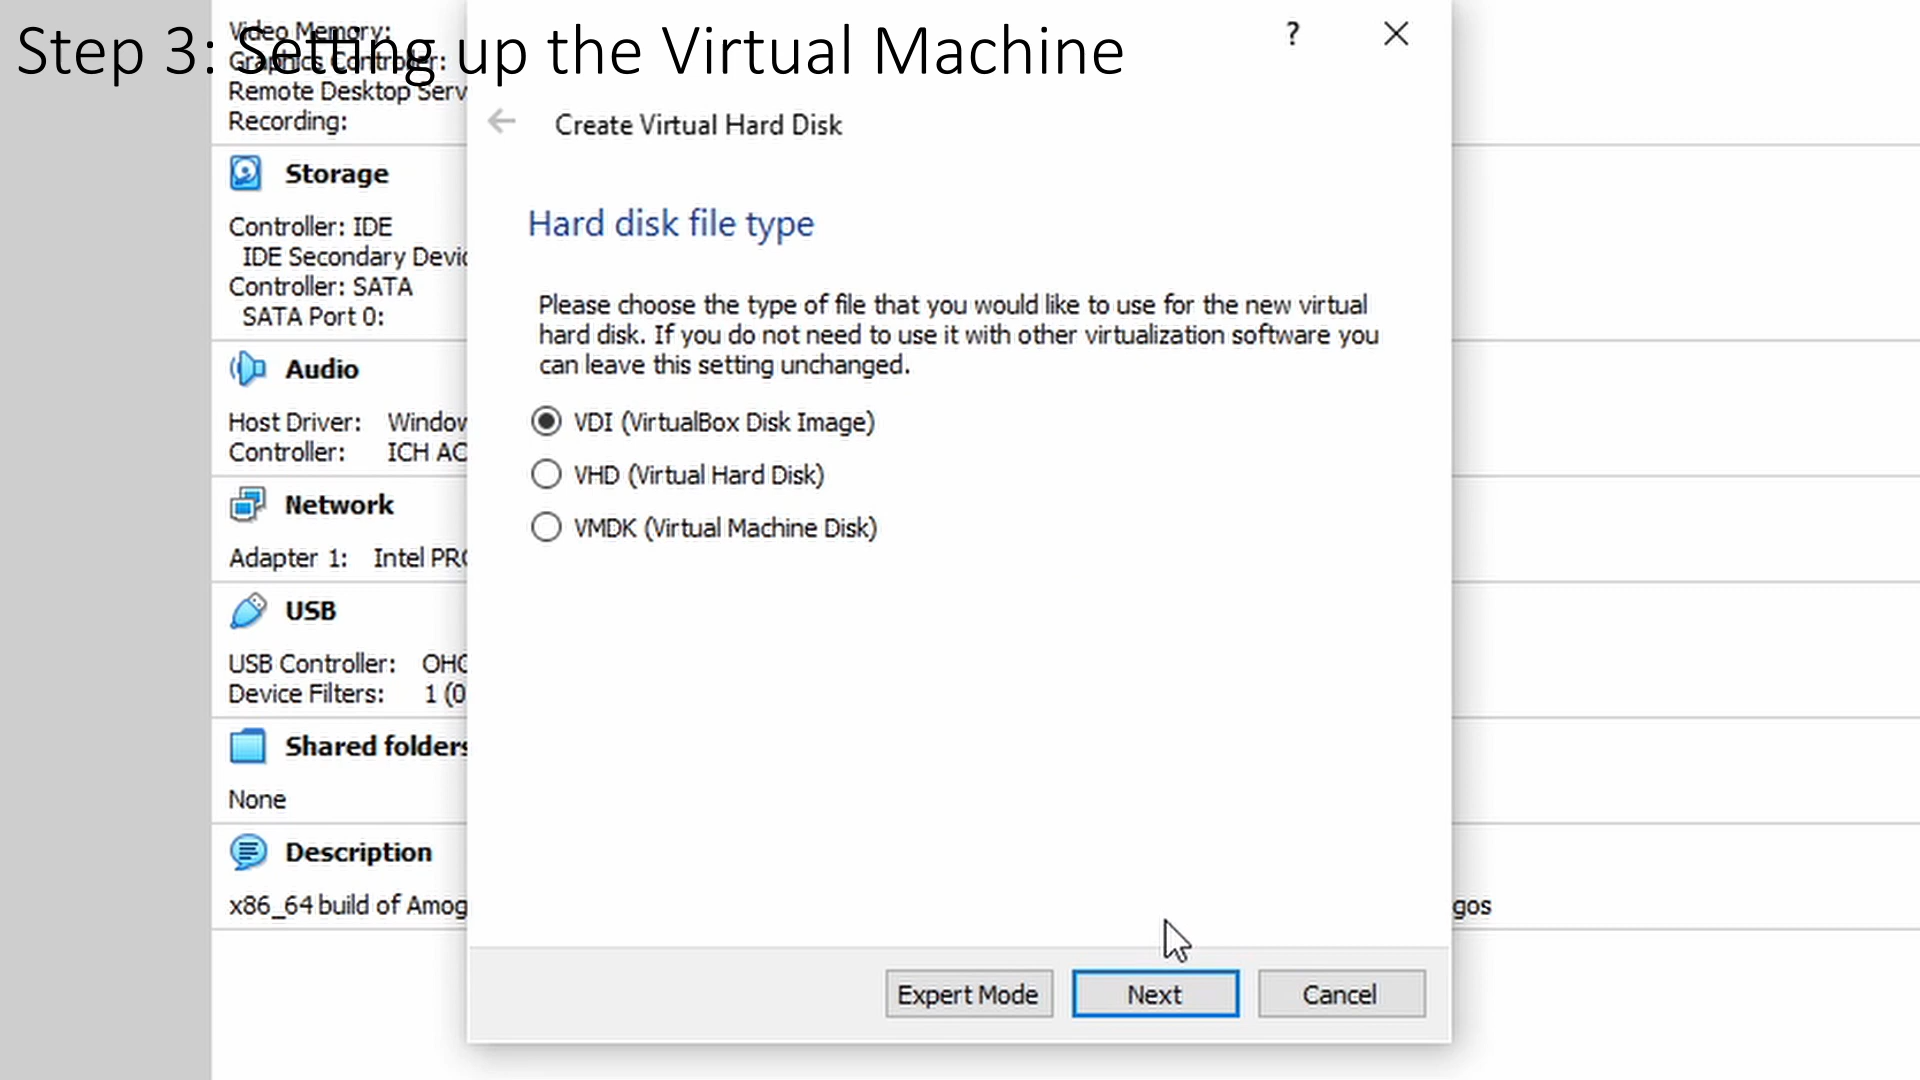 Step 3: Setting up the Virtual Machine
?
Video Memory:
Graphics Controller:
Remote Desktop Serv
Recording:
Storage
Controller: IDE
IDE Secondary Devic
Controller: SATA
SATA Port 0:
Audio
Host Driver: Window
Controller: ICH AC
Network
Adapter 1: Intel PRO
USB
USB Controller: OHC
Device Filters: 1 (0
Shared folders
None
Description
x86_64 build of Amog
gos
Create Virtual Hard Disk
Hard disk file type
Please choose the type of file that you would like to use for the new virtual
hard disk. If you do not need to use it with other virtualization software you
can leave this setting unchanged.
VDI (VirtualBox Disk Image)
VHD (Virtual Hard Disk)
VMDK (Virtual Machine Disk)
Expert Mode
Next
Cancel